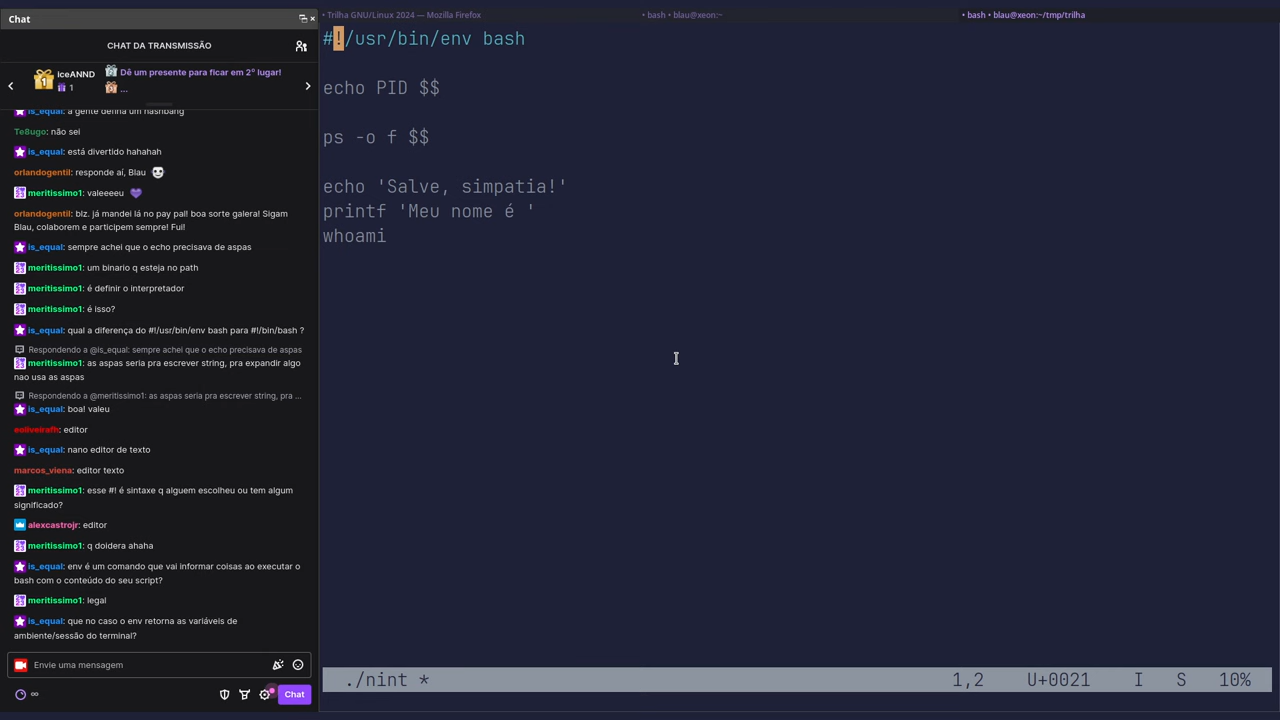 Chat
CHAT DA TRANSMISSÃO
1
iceANND
1
Dê um presente para ficar em 2º lugar!
...
is_equal: a gente defina um hashbang
Te8ugo: não sei
is_equal: está divertido hahahah
orlandogentil: responde aí, Blau
meritissimo1: valeeeeu
orlandogentil: blz. já mandei lá no pay pal! boa sorte galera! Sigam
Blau, colaborem e participem sempre! Fui!
is_equal: sempre achei que o echo precisava de aspas
meritissimo1: um binario q esteja no path
meritissimo1: é definir o interpretador
meritissimo1: é isso?
is_equal: qual a diferença do #!/usr/bin/env bash para #!/bin/bash ?
Respondendo a @is_equal: sempre achei que o echo precisava de aspas
meritissimo1: as aspas seria pra escrever string, pra expandir algo
nao usa as aspas
Respondendo a @meritissimo1: as aspas seria pra escrever string, pra ...
is_equal: boa! valeu
eoliveirafh: editor
is_equal: nano editor de texto
marcos_viena: editor texto
meritissimo1: esse #! é sintaxe q alguem escolheu ou tem algum
significado?
alexcastrojr: editor
meritissimo1: q doidera ahaha
is_equal: env é um comando que vai informar coisas ao executar o
bash com o conteúdo do seu script?
meritissimo1: legal
is_equal: que no caso o env retorna as variáveis de
ambiente/sessão do terminal?
Envie uma mensagem
∞
Chat
• Trilha GNU/Linux 2024 — Mozilla Firefox
• bash • blau@xeon:~
• bash • blau@xeon:~/tmp/trilha
#!/usr/bin/env bash
echo PID $$
ps -o f $$
echo 'Salve, simpatia!'
printf 'Meu nome é '
whoami
./nint * 1,2 U+0021 I S 10%